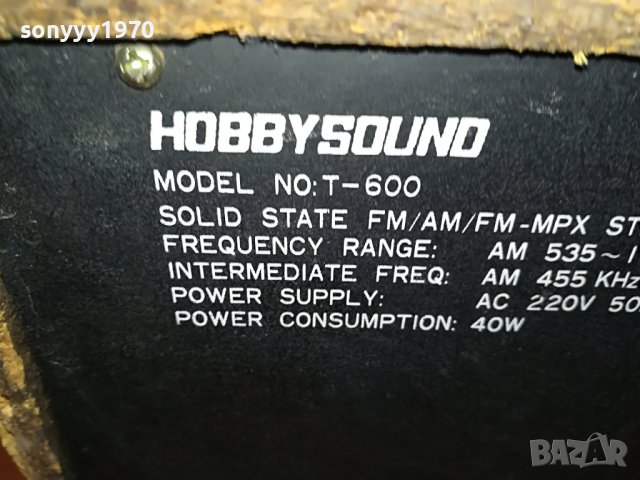 sonyyy1970
HOBBYSOUND
MODEL NO: T-600
SOLID STATE FM/AM/FM-MPX ST
FREQUENCY RANGE: AM 535~1
INTERMEDIATE FREQ: AM 455 KHz
POWER SUPPLY: AC 220V 50
POWER CONSUMPTION: 40W
BAZAR